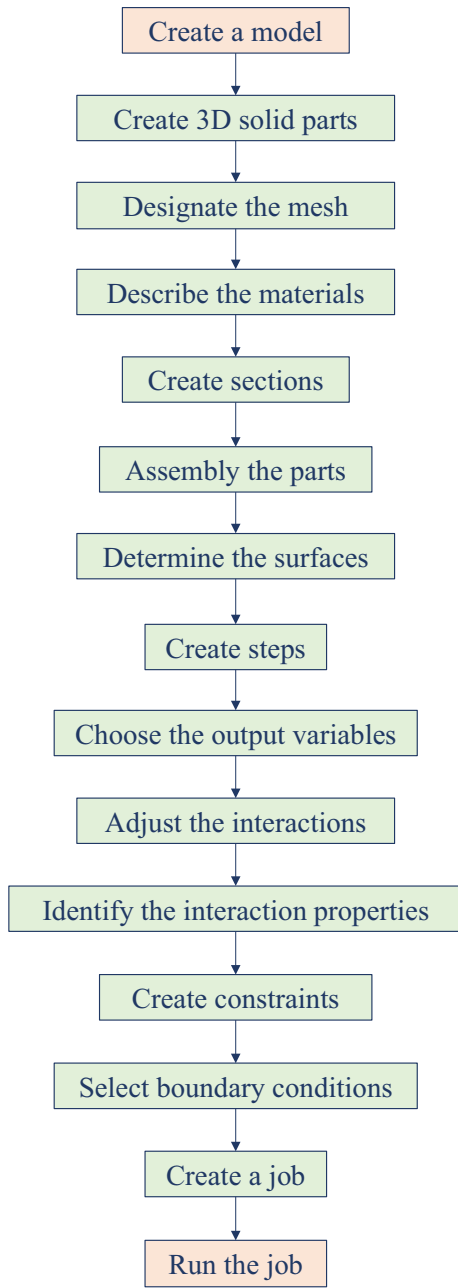 Create a model
Create 3D solid parts
Designate the mesh
Describe the materials
Create sections
Assembly the parts
Determine the surfaces
Create steps
Choose the output variables
Adjust the interactions
Identify the interaction properties
Create constraints
Select boundary conditions
Create a job
Run the job